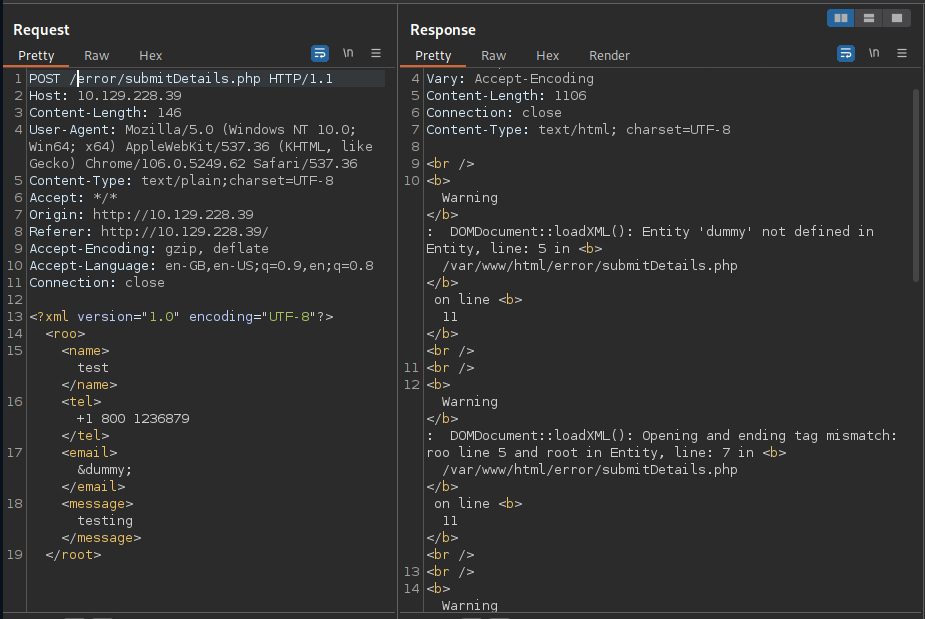 Request
Pretty Raw Hex \n
1 POST /error/submitDetails.php HTTP/1.1
2 Host: 10.129.228.39
3 Content-Length: 146
4 User-Agent: Mozilla/5.0 (Windows NT 10.0;
Win64; x64) AppleWebKit/537.36 (KHTML, like
Gecko) Chrome/106.0.5249.62 Safari/537.36
5 Content-Type: text/plain;charset=UTF-8
6 Accept: */*
7 Origin: http://10.129.228.39
8 Referer: http://10.129.228.39/
9 Accept-Encoding: gzip, deflate
10 Accept-Language: en-GB,en-US;q=0.9,en;q=0.8
11 Connection: close
12
13 <?xml version="1.0" encoding="UTF-8"?>
14 <roo>
15 <name>
test
</name>
16 <tel>
+1 800 1236879
</tel>
17 <email>
&dummy;
</email>
18 <message>
testing
</message>
19 </root>
Response
Pretty Raw Hex Render \n
4 Vary: Accept-Encoding
5 Content-Length: 1106
6 Connection: close
7 Content-Type: text/html; charset=UTF-8
8
9 <br />
10 <b>
Warning
</b>
: DOMDocument::loadXML(): Entity 'dummy' not defined in
Entity, line: 5 in <b>
/var/www/html/error/submitDetails.php
</b>
on line <b>
11
</b>
<br />
11 <br />
12 <b>
Warning
</b>
: DOMDocument::loadXML(): Opening and ending tag mismatch:
roo line 5 and root in Entity, line: 7 in <b>
/var/www/html/error/submitDetails.php
</b>
on line <b>
11
</b>
<br />
13 <br />
14 <b>
Warning